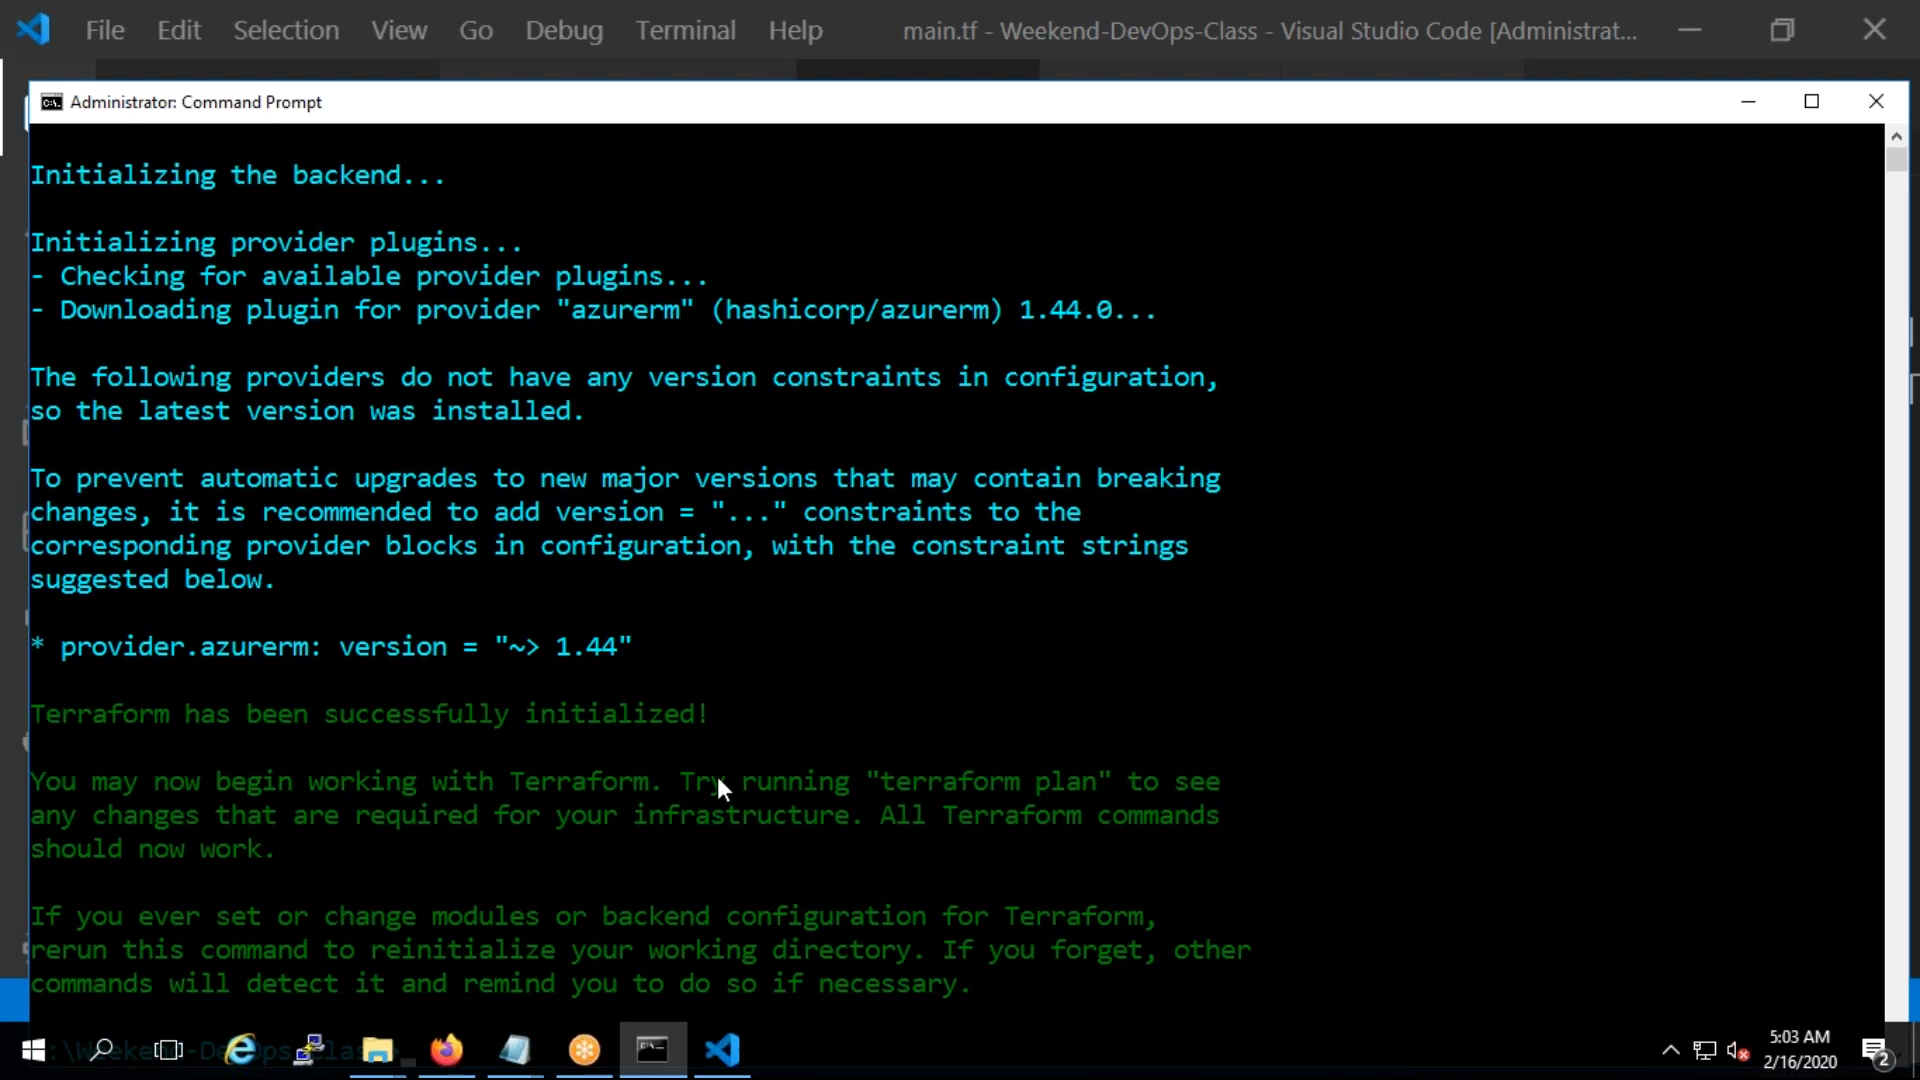 File Edit Selection View Go Debug Terminal Help main.tf - Weekend-DevOps-Class - Visual Studio Code [Administrat...
Administrator: Command Prompt
Initializing the backend...
Initializing provider plugins...
- Checking for available provider plugins...
- Downloading plugin for provider "azurerm" (hashicorp/azurerm) 1.44.0...
The following providers do not have any version constraints in configuration,
so the latest version was installed.
To prevent automatic upgrades to new major versions that may contain breaking
changes, it is recommended to add version = "..." constraints to the
corresponding provider blocks in configuration, with the constraint strings
suggested below.
* provider.azurerm: version = "~> 1.44"
Terraform has been successfully initialized!
You may now begin working with Terraform. Try running "terraform plan" to see
any changes that are required for your infrastructure. All Terraform commands
should now work.
If you ever set or change modules or backend configuration for Terraform,
rerun this command to reinitialize your working directory. If you forget, other
commands will detect it and remind you to do so if necessary.
5:03 AM
2/16/2020
2